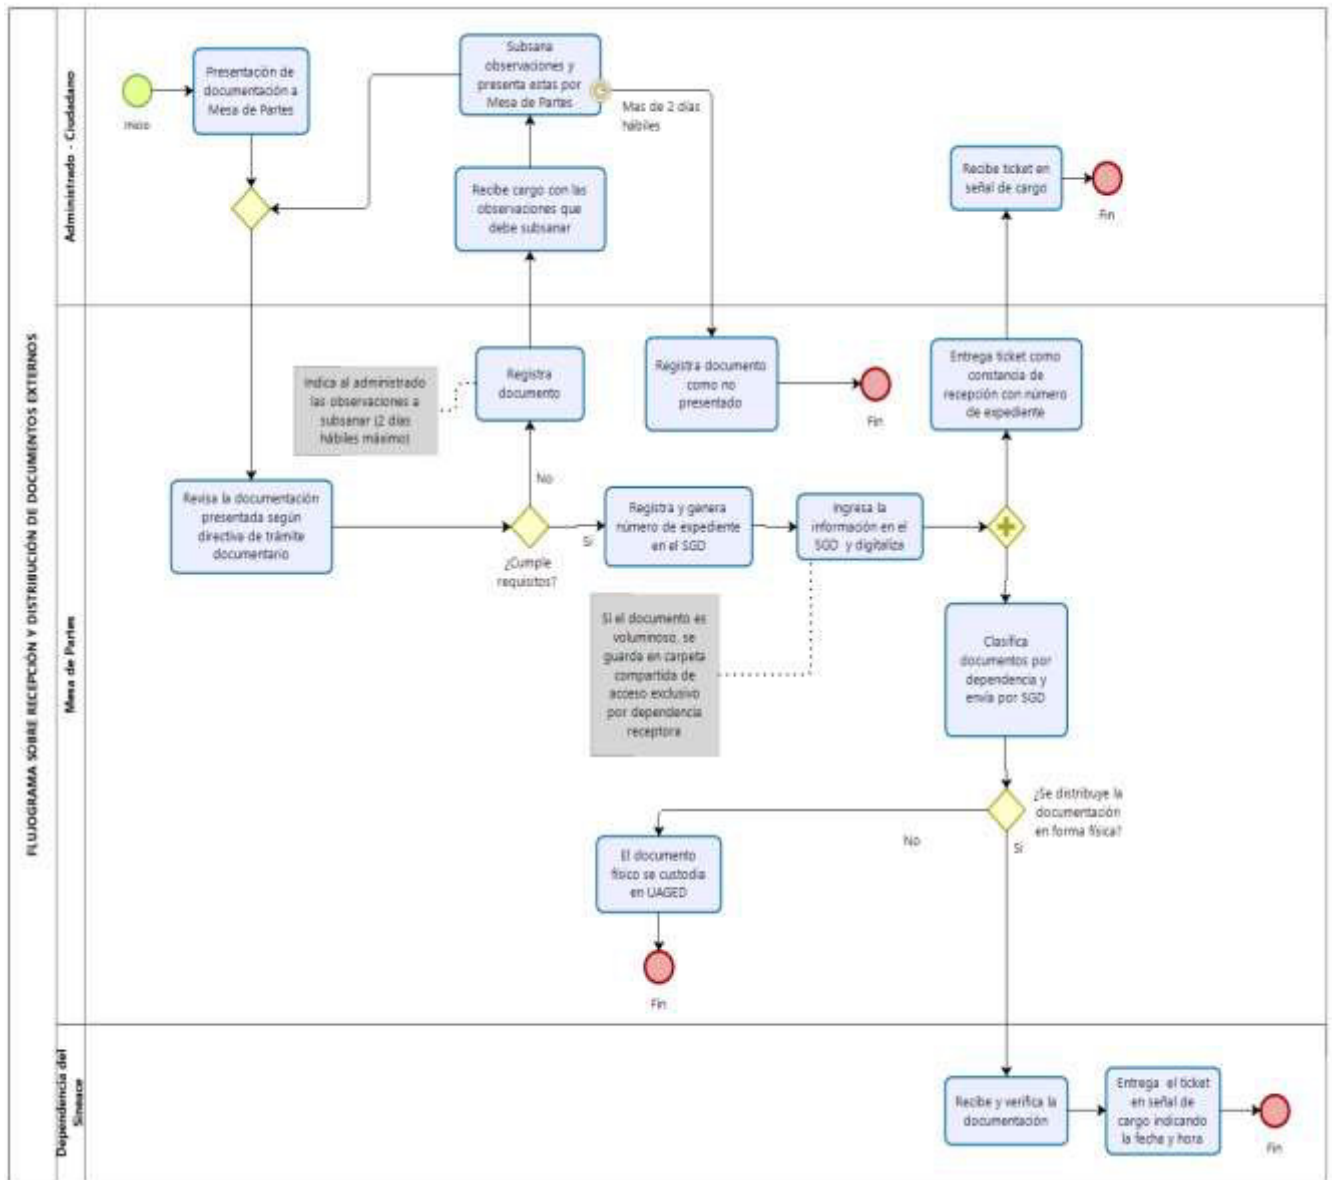 FLUJOGRAMA SOBRE RECEPCIÓN Y DISTRIBUCIÓN DE DOCUMENTOS EXTERNOS
Administrado - Ciudadano
Inicio
Presentación de
documentación a
Mesa de Partes
Subsana
observaciones y
presenta estas por
Mesa de Partes
Mas de 2 días
hábiles
Recibe cargo con las
observaciones que
debe subsanar
Recibe ticket en
señal de cargo
Fin
Mesa de Partes
Indica al administrado
las observaciones a
subsanar (2 días
hábiles máximo)
Registra
documento
Registra documento
como no
presentado
Fin
Entrega ticket como
constancia de
recepción con número
de expediente
Revisa la documentación
presentada según
directiva de trámite
documentario
No
¿Cumple
requisitos?
Si
Registra y genera
número de expediente
en el SGD
Ingresa la
información en el
SGD y digitaliza
Si el documento es
voluminoso, se
guarda en carpeta
compartida de
acceso exclusivo
por dependencia
receptora
Clasifica
documentos por
dependencia y
envía por SGD
¿Se distribuye la
documentación
en forma física?
No
Si
El documento
físico se custodia
en UAGED
Fin
Dependencia del
Sineace
Recibe y verifica la
documentación
Entrega el ticket
en señal de
cargo indicando
la fecha y hora
Fin